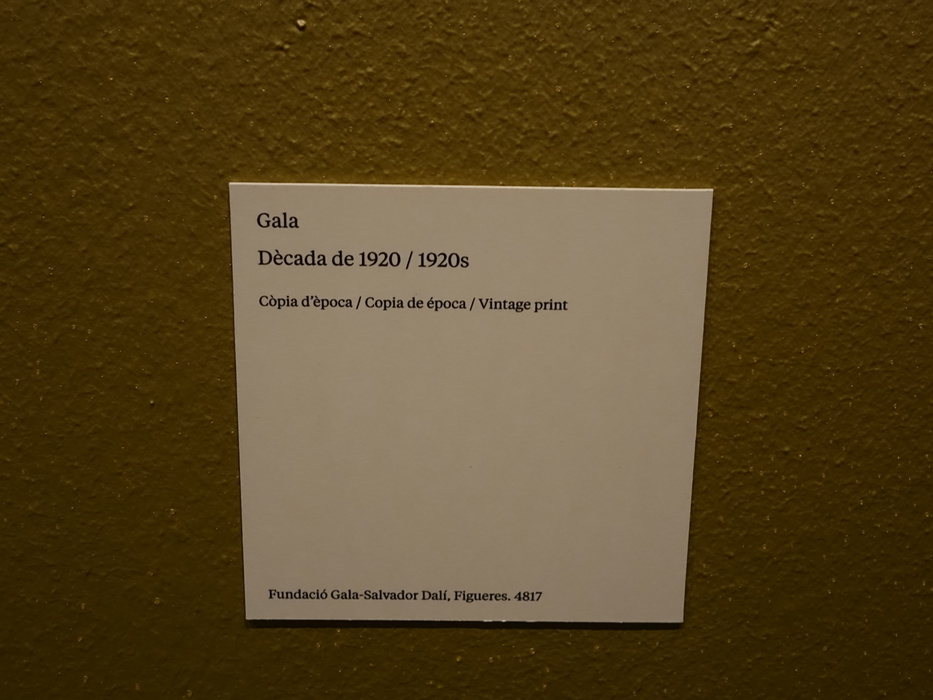 Gala
Dècada de 1920 / 1920s
Còpia d'època / Copia de época / Vintage print
Fundació Gala-Salvador Dalí, Figueres. 4817